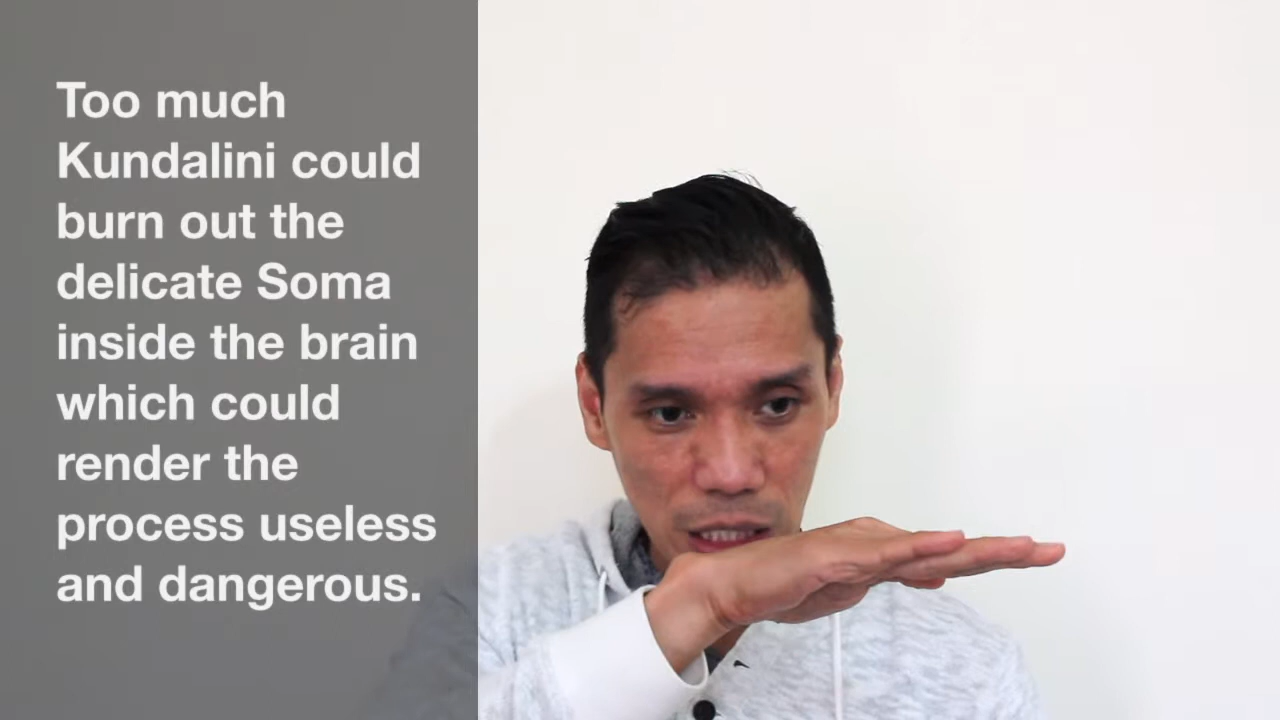 Too much
Kundalini could
burn out the
delicate Soma
inside the brain
which could
render the
process useless
and dangerous.